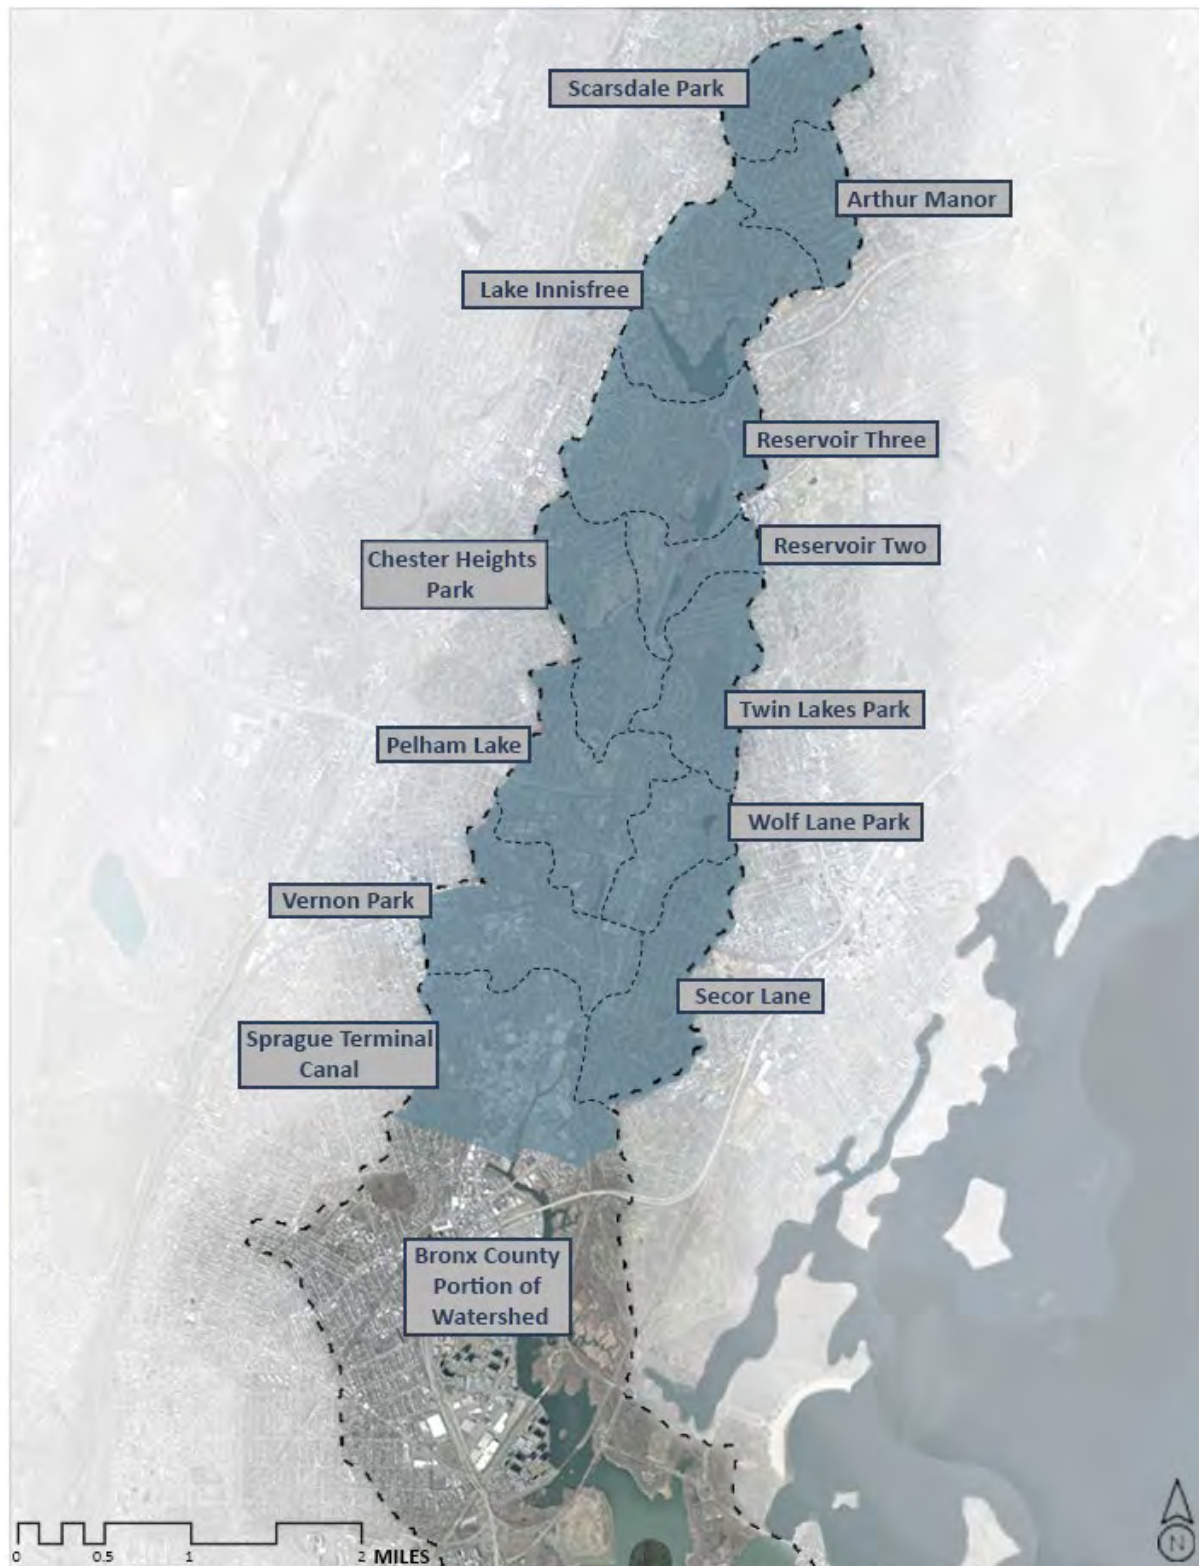 Scarsdale Park
Arthur Manor
Lake Innisfree
Reservoir Three
Reservoir Two
Chester Heights
Park
Twin Lakes Park
Pelham Lake
Wolf Lane Park
Vernon Park
Secor Lane
Sprague Terminal
Canal
Bronx County
Portion of
Watershed
0 0.5 1 2 MILES
N